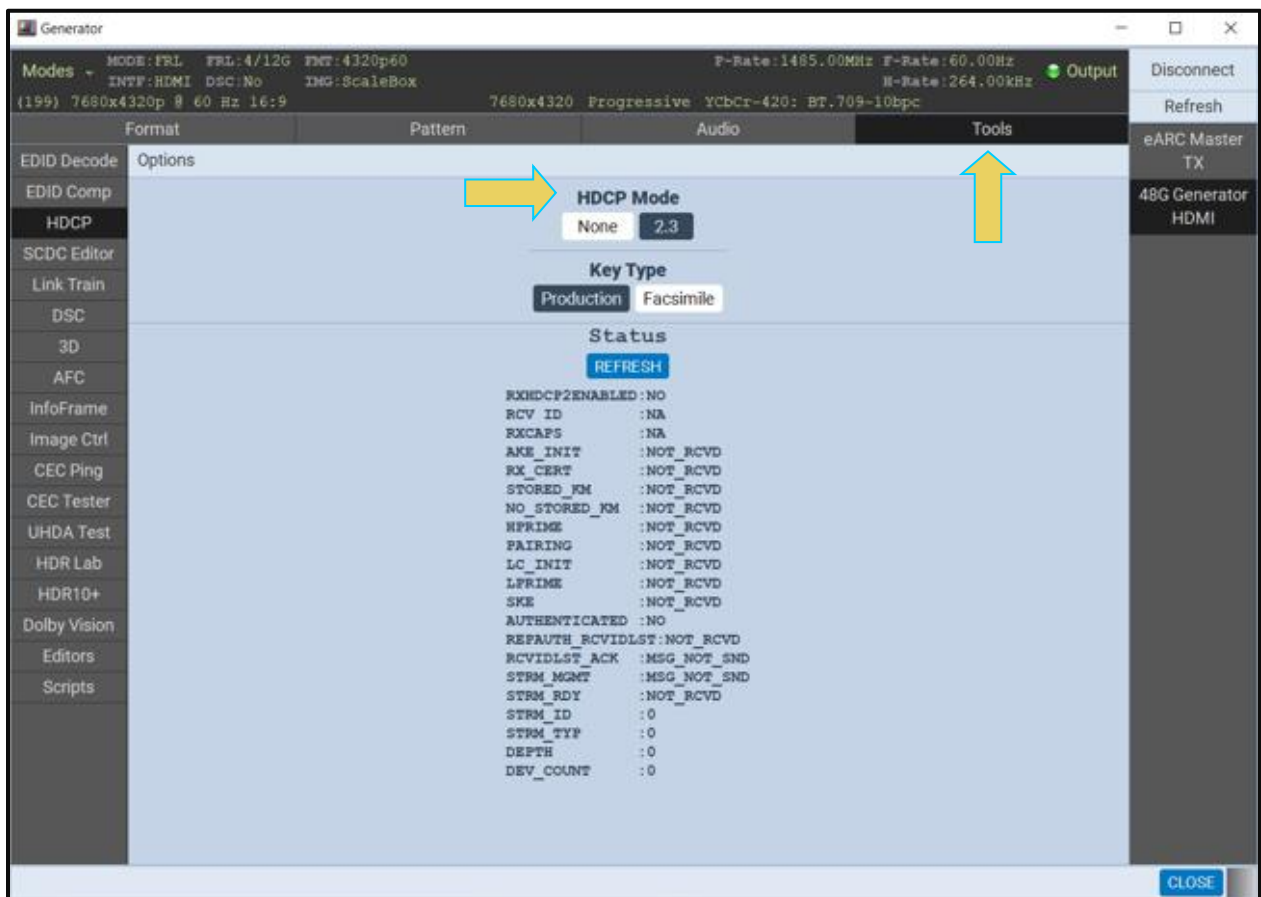 Generator
Modes MODE:FRL FRL:4/12G FMT:4320p60 P-Rate:1485.00MHz F-Rate:60.00Hz Output
INTF:HDMI DSC:No IMG:ScaleBox H-Rate:264.00kHz
(199) 7680x4320p @ 60 Hz 16:9 7680x4320 Progressive YCbCr-420: BT.709-10bpc
Disconnect
Refresh
eARC Master
TX
48G Generator
HDMI
Format Pattern Audio Tools
EDID Decode
EDID Comp
HDCP
SCDC Editor
Link Train
DSC
3D
AFC
InfoFrame
Image Ctrl
CEC Ping
CEC Tester
UHDA Test
HDR Lab
HDR10+
Dolby Vision
Editors
Scripts
Options
HDCP Mode
None 2.3
Key Type
Production Facsimile
Status
REFRESH
RXHDCP2ENABLED:NO
RCV ID :NA
RXCAPS :NA
AKE_INIT :NOT_RCVD
RX_CERT :NOT_RCVD
STORED_KM :NOT_RCVD
NO_STORED_KM :NOT_RCVD
HPRIME :NOT_RCVD
PAIRING :NOT_RCVD
LC_INIT :NOT_RCVD
LPRIME :NOT_RCVD
SKE :NOT_RCVD
AUTHENTICATED :NO
REPAUTH_RCVIDLST:NOT_RCVD
RCVIDLST_ACK :MSG_NOT_SND
STRM_MGMT :MSG_NOT_SND
STRM_RDY :NOT_RCVD
STRM_ID :0
STRM_TYP :0
DEPTH :0
DEV_COUNT :0
CLOSE